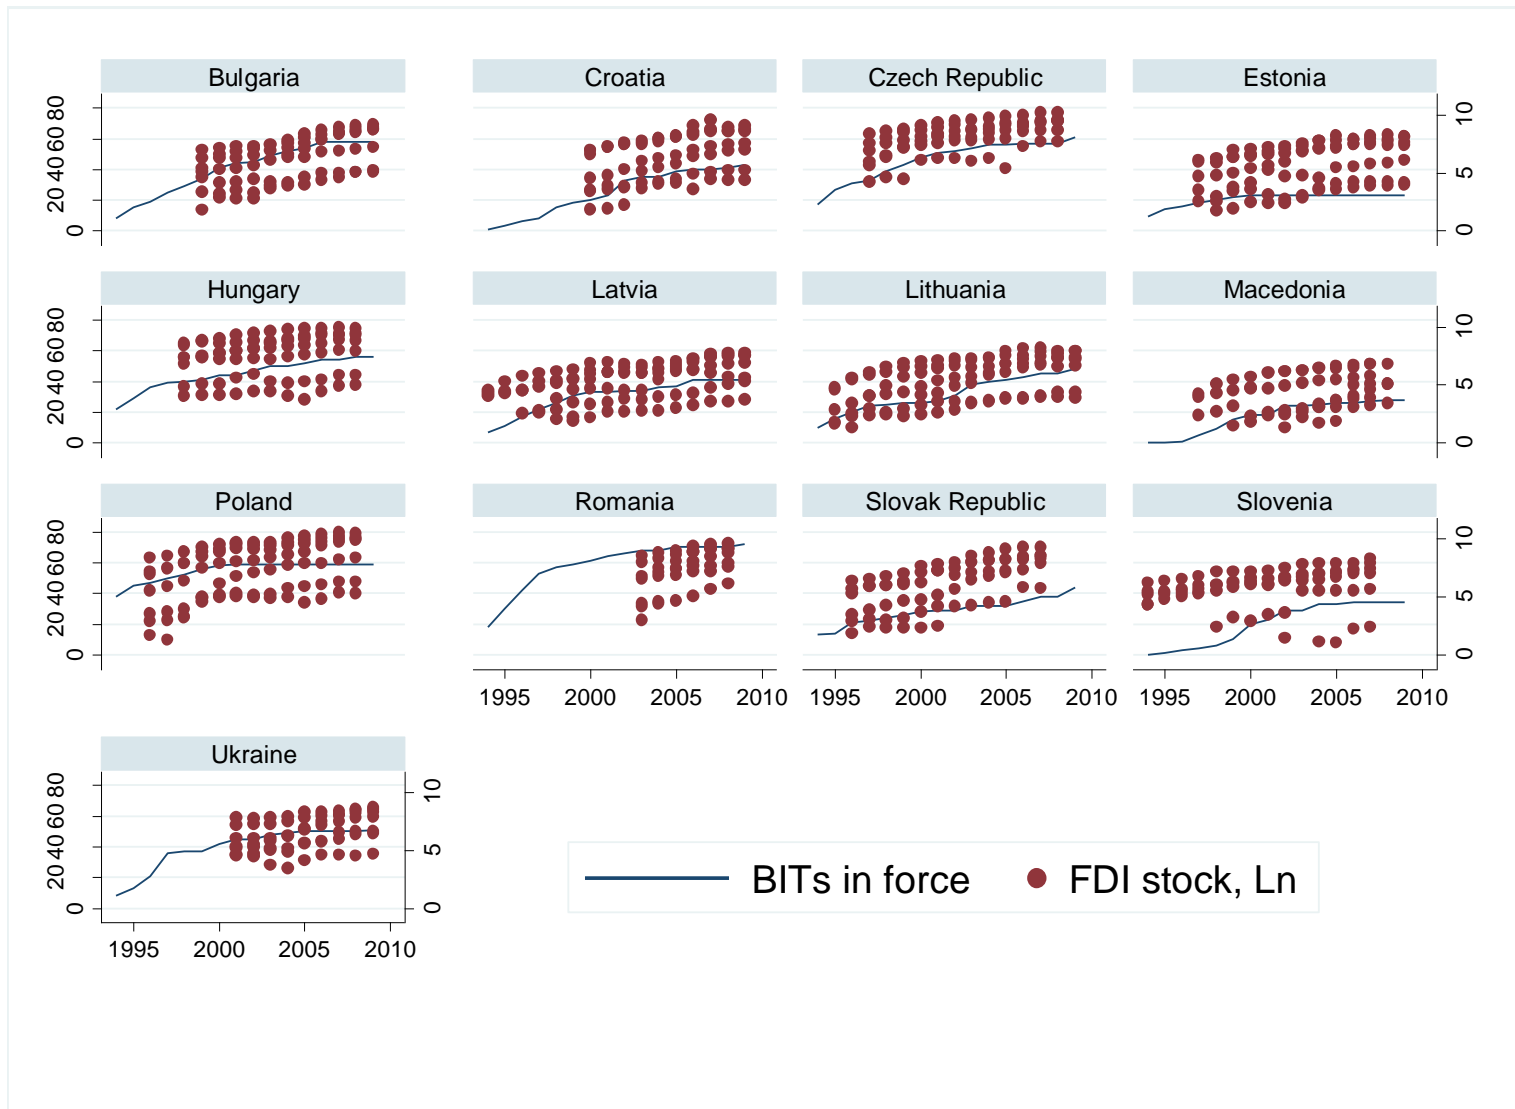 Bulgaria
Croatia
Czech Republic
Estonia
0 20 40 60 80
0 5 10
Hungary
Latvia
Lithuania
Macedonia
0 20 40 60 80
0 5 10
Poland
Romania
Slovak Republic
Slovenia
0 20 40 60 80
0 5 10
1995 2000 2005 2010
1995 2000 2005 2010
1995 2000 2005 2010
Ukraine
0 20 40 60 80
0 5 10
1995 2000 2005 2010
BITs in force
FDI stock, Ln